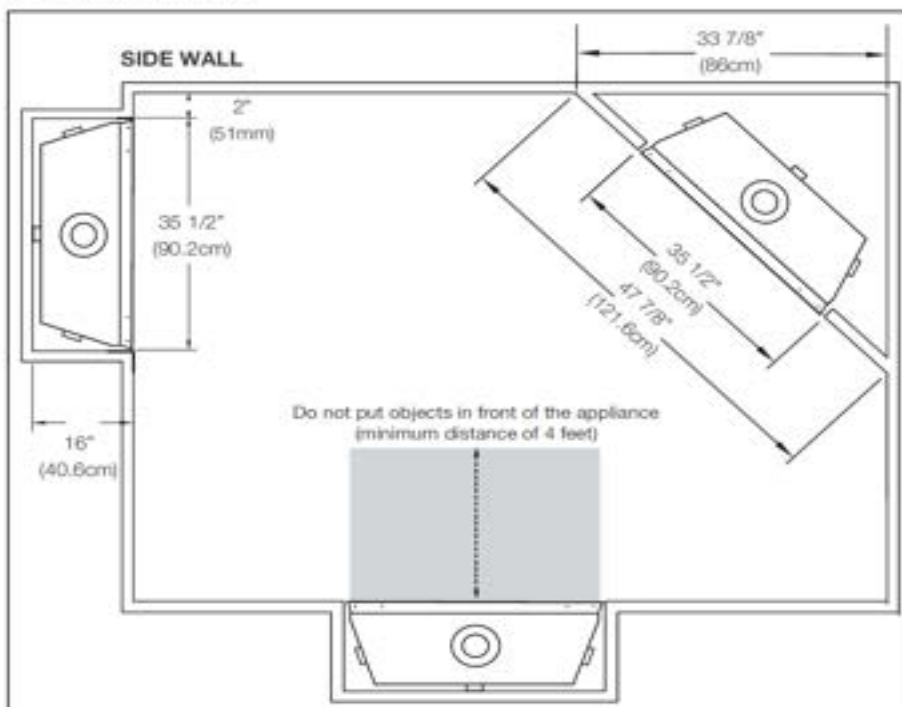 33 7/8"
(86cm)
SIDE WALL
2"
(51mm)
35 1/2"
(90.2cm)
35 1/2"
(90.2cm)
47 7/8"
(121.6cm)
Do not put objects in front of the appliance
(minimum distance of 4 feet)
16"
(40.6cm)